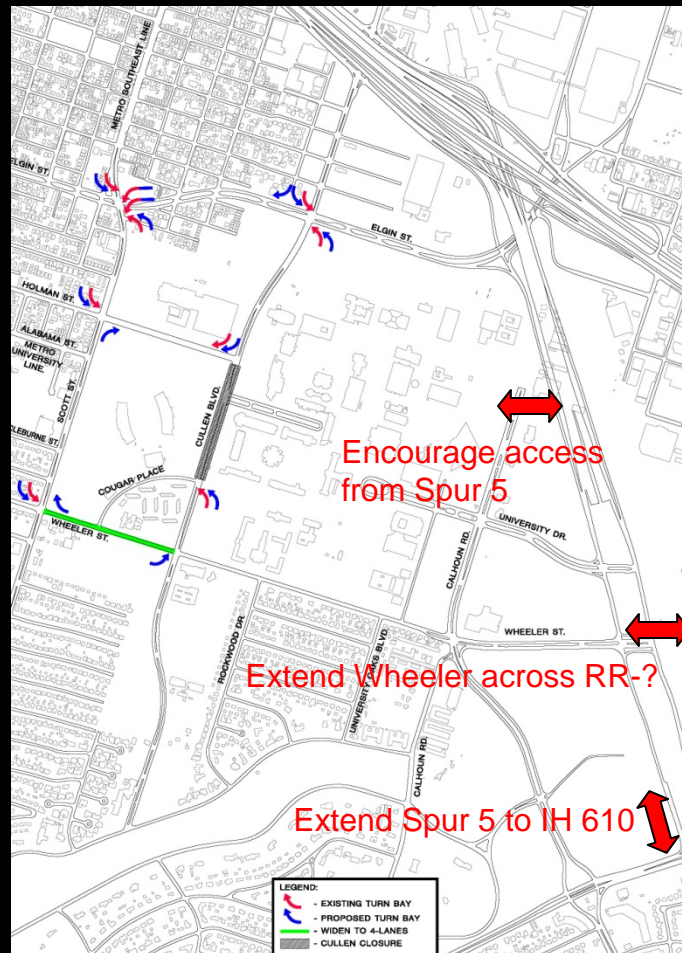 METRO SOUTHEAST LINE
ELGIN ST.
ELGIN ST.
HOLMAN ST.
ALABAMA ST.
METRO
UNIVERSITY
LINE
SCOTT ST.
CULLEN BLVD.
CLEBURNE ST.
COUGAR PLACE
WHEELER ST.
Encourage access
from Spur 5
UNIVERSITY DR.
CALHOUN RD.
WHEELER ST.
ROCKWOOD DR
UNIVERSITY OAKS BLVD.
Extend Wheeler across RR-?
CALHOUN RD.
Extend Spur 5 to IH 610
LEGEND:
- EXISTING TURN BAY
- PROPOSED TURN BAY
- WIDEN TO 4-LANES
- CULLEN CLOSURE